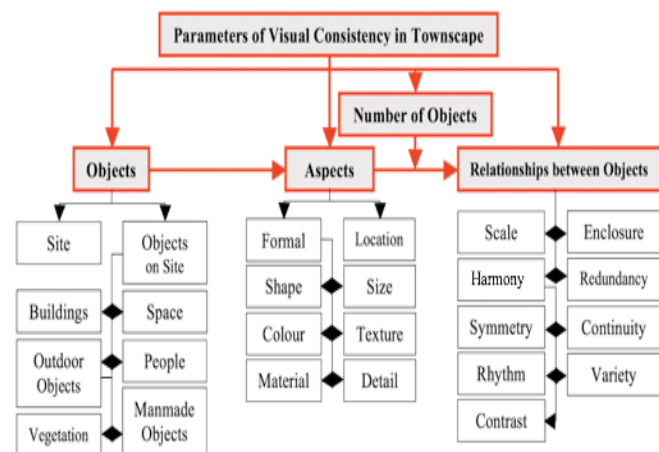 Parameters of Visual Consistency in Townscape
Number of Objects
Objects
Aspects
Relationships between Objects
Site
Objects
on Site
Buildings
Space
Outdoor
Objects
People
Vegetation
Manmade
Objects
Formal
Location
Shape
Size
Colour
Texture
Material
Detail
Scale
Enclosure
Harmony
Redundancy
Symmetry
Continuity
Rhythm
Variety
Contrast